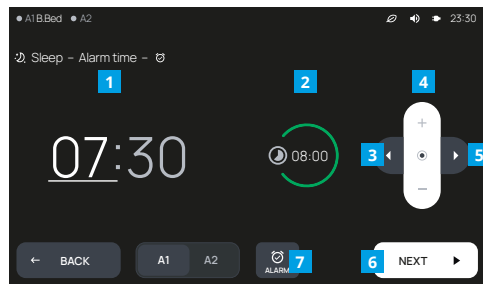 A1 B.Bed A2 23:30
Sleep – Alarm time –
1 2 4
07:30 08:00 3 5
BACK A1 A2 ALARM 7 6 NEXT